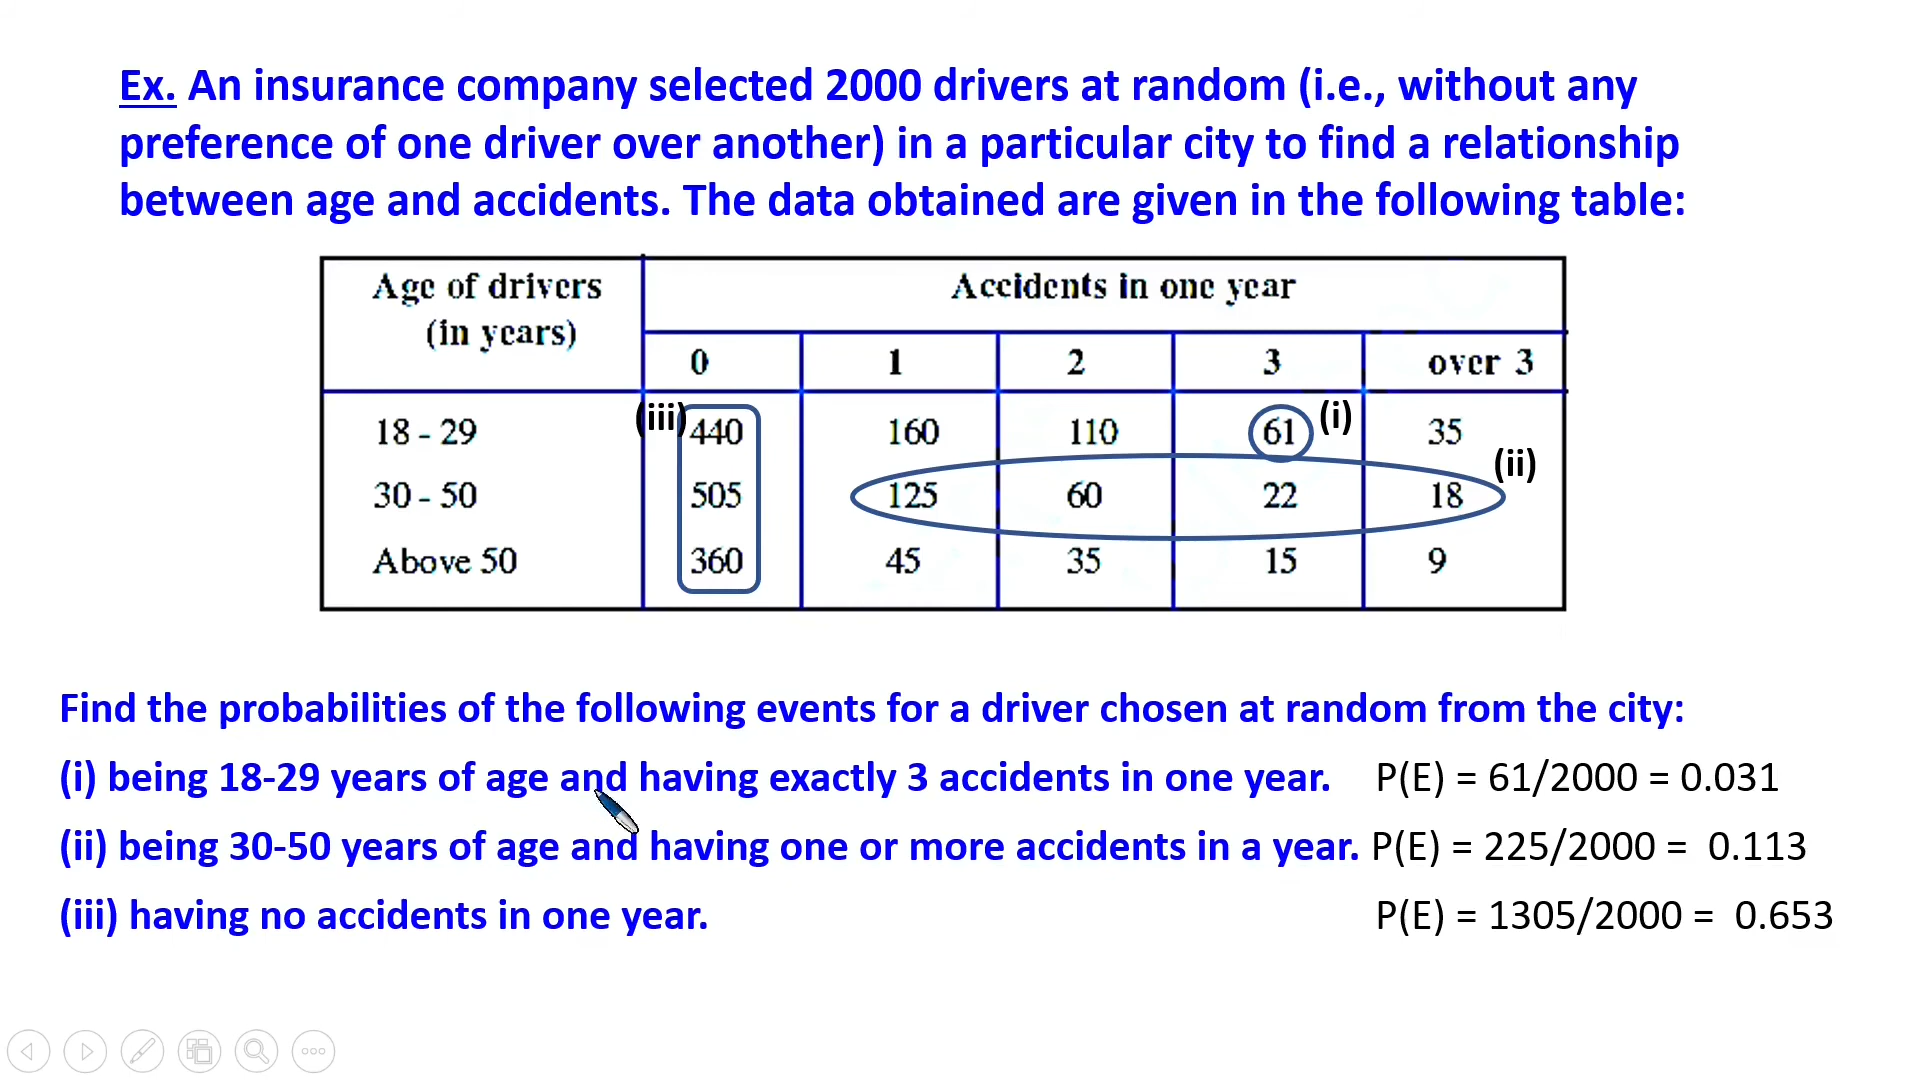 Ex. An insurance company selected 2000 drivers at random (i.e., without any
preference of one driver over another) in a particular city to find a relationship
between age and accidents. The data obtained are given in the following table:
Age of drivers
(in years)
Accidents in one year
0 1 2 3 over 3
18 - 29 (iii) 440 160 110 61 (i) 35
(ii)
30 - 50 505 125 60 22 18
Above 50 360 45 35 15 9
Find the probabilities of the following events for a driver chosen at random from the city:
(i) being 18-29 years of age and having exactly 3 accidents in one year. P(E) = 61/2000 = 0.031
(ii) being 30-50 years of age and having one or more accidents in a year. P(E) = 225/2000 = 0.113
(iii) having no accidents in one year. P(E) = 1305/2000 = 0.653